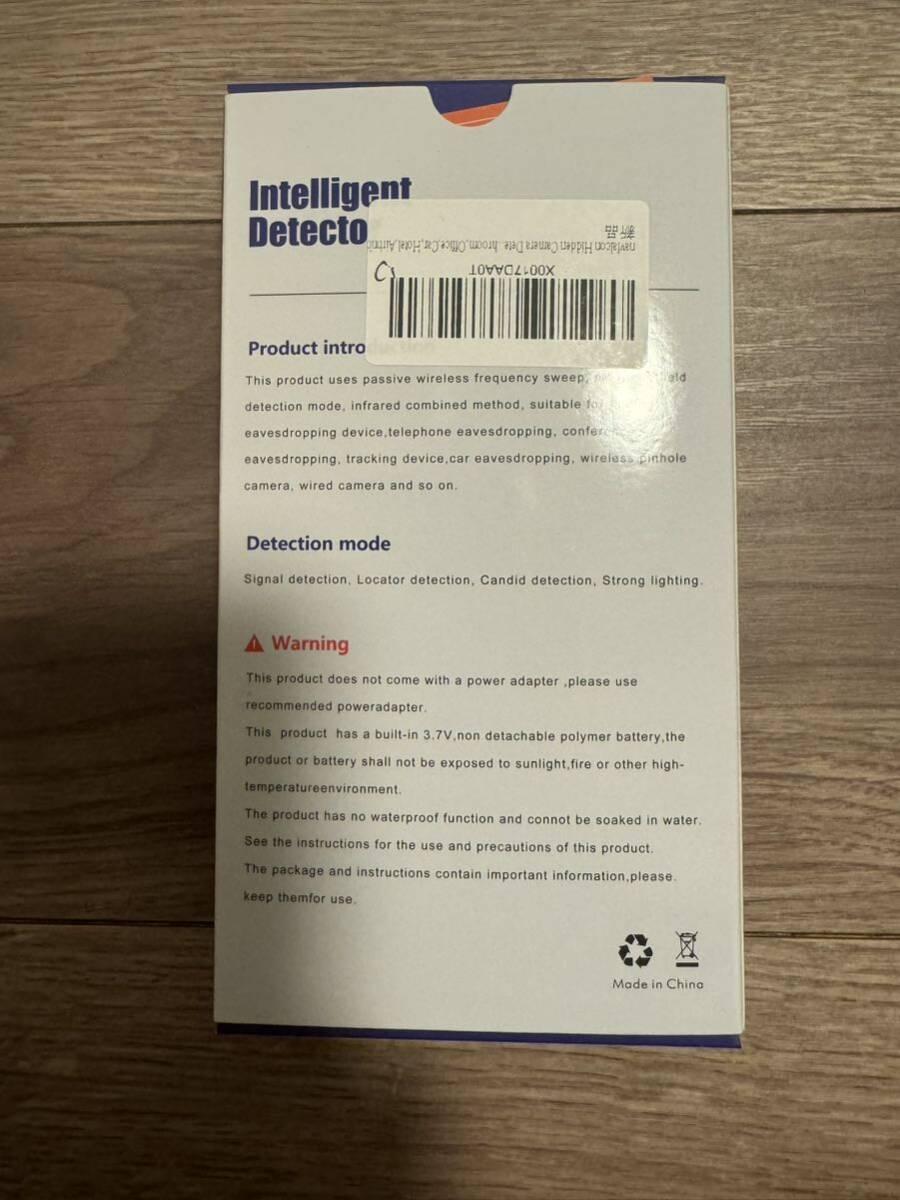 Intelligent
Detecto
新品
navfalcon Hidden Camera Dete
hroom,Office,Car,Hotel,Airbnb
X0017DAA0T
Product intro
This product uses passive wireless frequency sweep,
detection mode, infrared combined method, suitable
eavesdropping device,telephone eavesdropping,
eavesdropping, tracking device,car eavesdropping, wireless pinhole
camera, wired camera and so on.
Detection mode
Signal detection, Locator detection, Candid detection, Strong lighting.
Warning
This product does not come with a power adapter ,please use
recommended poweradapter.
This product has a built-in 3.7V,non detachable polymer battery,the
product or battery shall not be exposed to sunlight,fire or other high-
temperatureenvironment.
The product has no waterproof function and connot be soaked in water.
See the instructions for the use and precautions of this product.
The package and instructions contain important information,please.
keep themfor use.
Made in China